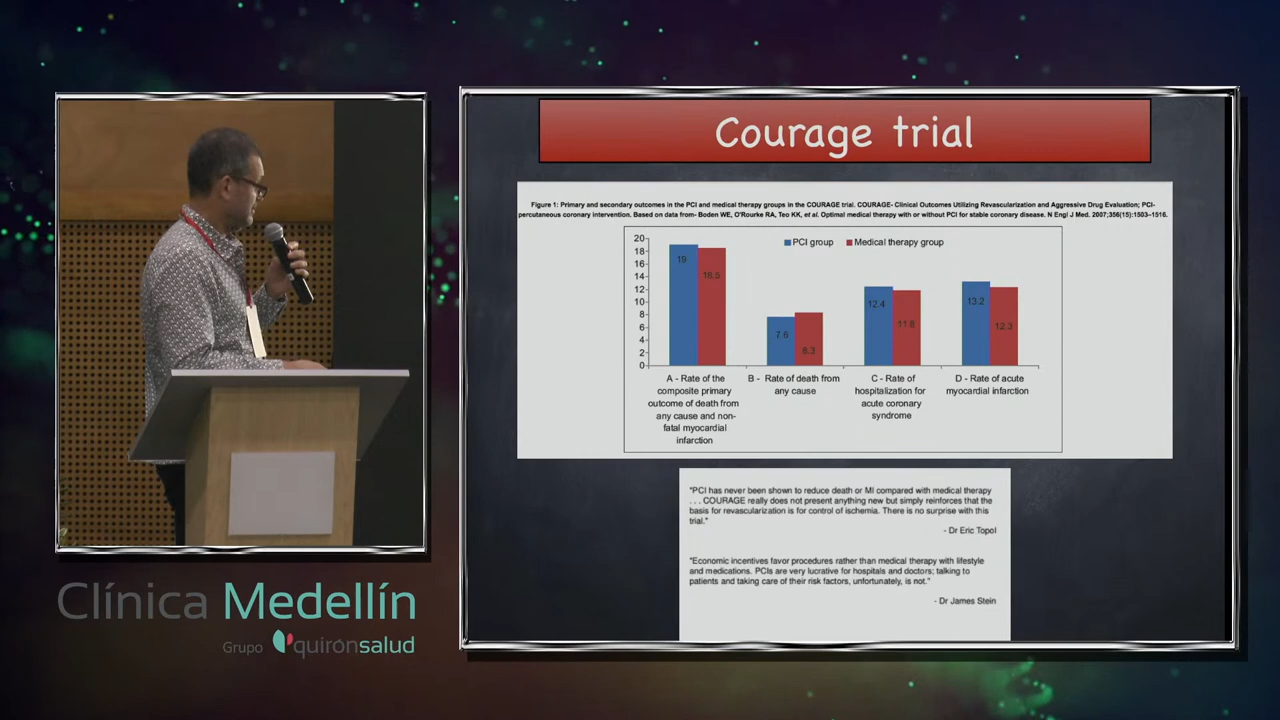 Courage trial
Figure 1: Primary and secondary outcomes in the PCI and medical therapy groups in the COURAGE trial. COURAGE- Clinical Outcomes Utilizing Revascularization and Aggressive Drug Evaluation; PCI-
percutaneous coronary intervention. Based on data from- Boden WE, O'Rourke RA, Teo KK, et al. Optimal medical therapy with or without PCI for stable coronary disease. N Engl J Med. 2007;356(15):1503–1516.
PCI group
Medical therapy group
20
18
16
14
12
10
8
6
4
2
0
19
18.5
7.6
8.3
12.4
11.8
13.2
12.3
A - Rate of the
composite primary
outcome of death from
any cause and non-
fatal myocardial
infarction
B - Rate of death from
any cause
C - Rate of
hospitalization for
acute coronary
syndrome
D - Rate of acute
myocardial infarction
"PCI has never been shown to reduce death or MI compared with medical therapy
. . . COURAGE really does not present anything new but simply reinforces that the
basis for revascularization is for control of ischemia. There is no surprise with this
trial."
- Dr Eric Topol
"Economic incentives favor procedures rather than medical therapy with lifestyle
and medications. PCIs are very lucrative for hospitals and doctors; talking to
patients and taking care of their risk factors, unfortunately, is not."
- Dr James Stein
Clínica Medellín
Grupo quirónsalud